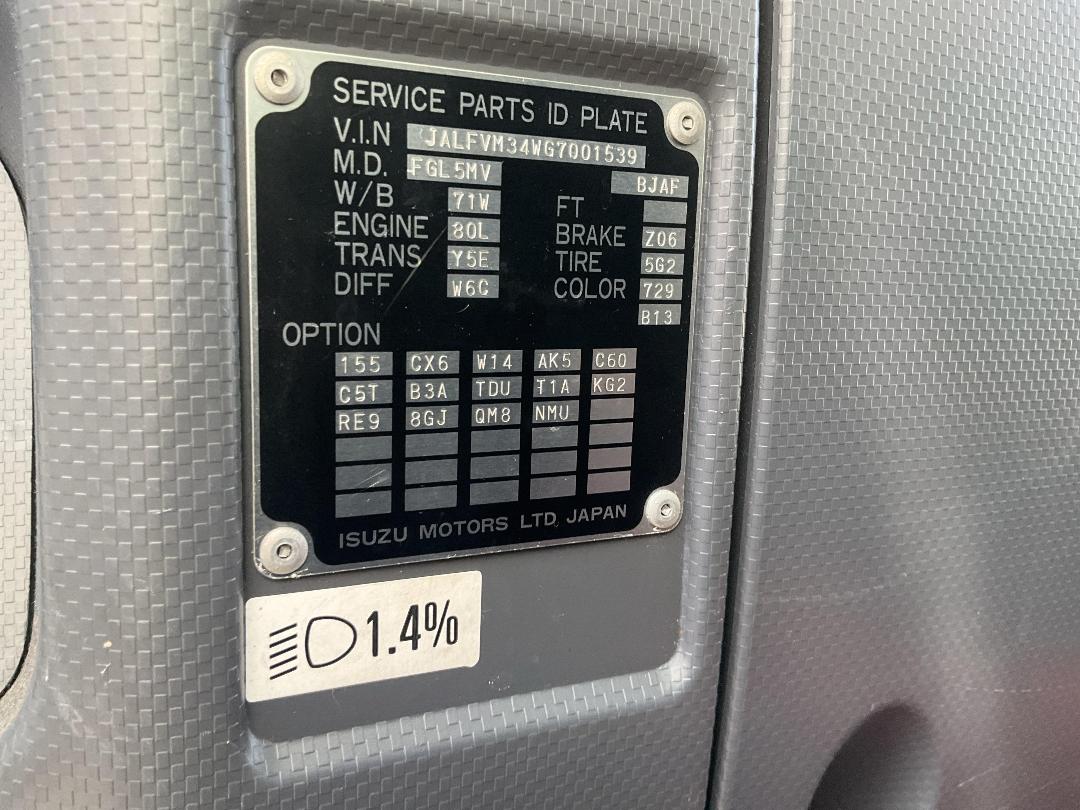 SERVICE PARTS ID PLATE
V.I.N JALFVM34WG7001539
M.D. FGL5MV BJAF
W/B 71W FT
ENGINE 80L BRAKE Z06
TRANS Y5E TIRE 5G2
DIFF W6C COLOR 729
B13
OPTION
155 CX6 W14 AK5 C60
C5T B3A TDU T1A KG2
RE9 8GJ QM8 NMU
ISUZU MOTORS LTD JAPAN
1.4%